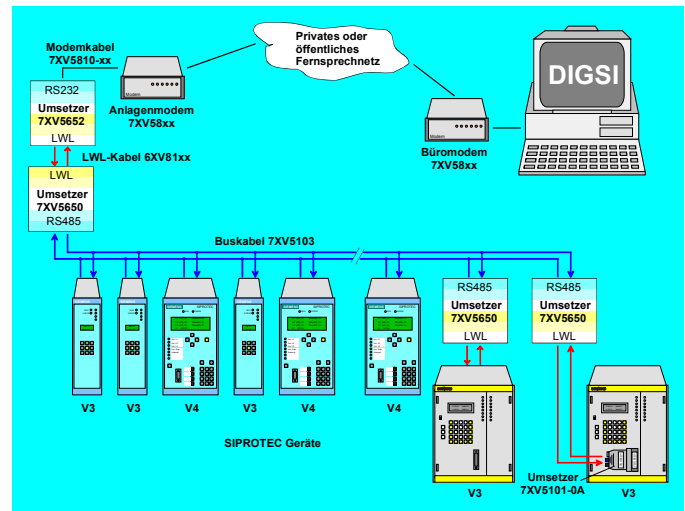 Modemkabel
7XV5810-xx
Privates oder
öffentliches
Fernsprechnetz
DIGSI
RS232
Umsetzer
7XV5652
LWL
Modem
Anlagenmodem
7XV58xx
Modem
Büromodem
7XV58xx
LWL-Kabel 6XV81xx
LWL
Umsetzer
7XV5650
RS485
Buskabel 7XV5103
RS485
Umsetzer
7XV5650
LWL
RS485
Umsetzer
7XV5650
LWL
V3
V3
V4
V3
V4
V4
SIPROTEC Geräte
V3
Umsetzer
7XV5101-0A
V3